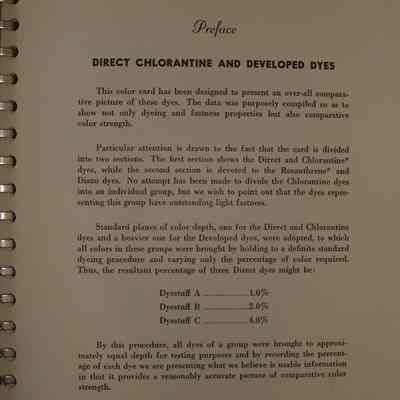 Preface
DIRECT CHLORANTINE AND DEVELOPED DYES
This color card has been designed to present an over-all compara-
tive picture of these dyes. The data was purposely compiled so as to
show not only dyeing and fastness properties but also comparative
color strength.
Particular attention is drawn to the fact that the card is divided
into two sections. The first section shows the Direct and Chlorantine*
dyes, while the second section is devoted to the Rosanthrene* and
Diazo dyes. No attempt has been made to divide the Chlorantine dyes
into an individual group, but we wish to point out that the dyes repre-
senting this group have outstanding light fastness.
Standard planes of color depth, one for the Direct and Chlorantine
dyes and a heavier one for the Developed dyes, were adopted, to which
all colors in these groups were brought by holding to a definite standard
dyeing procedure and varying only the percentage of color required.
Thus, the resultant percentage of three Direct dyes might be:
Dyestuff A ..............1.0%
Dyestuff B ..............2.0%
Dyestuff C ..............4.0%
By this procedure, all dyes of a group were brought to approxi-
mately equal depth for testing purposes and by recording the percent-
age of each dye we are presenting what we believe is usable information
in that it provides a reasonably accurate picture of comparative color
strength.